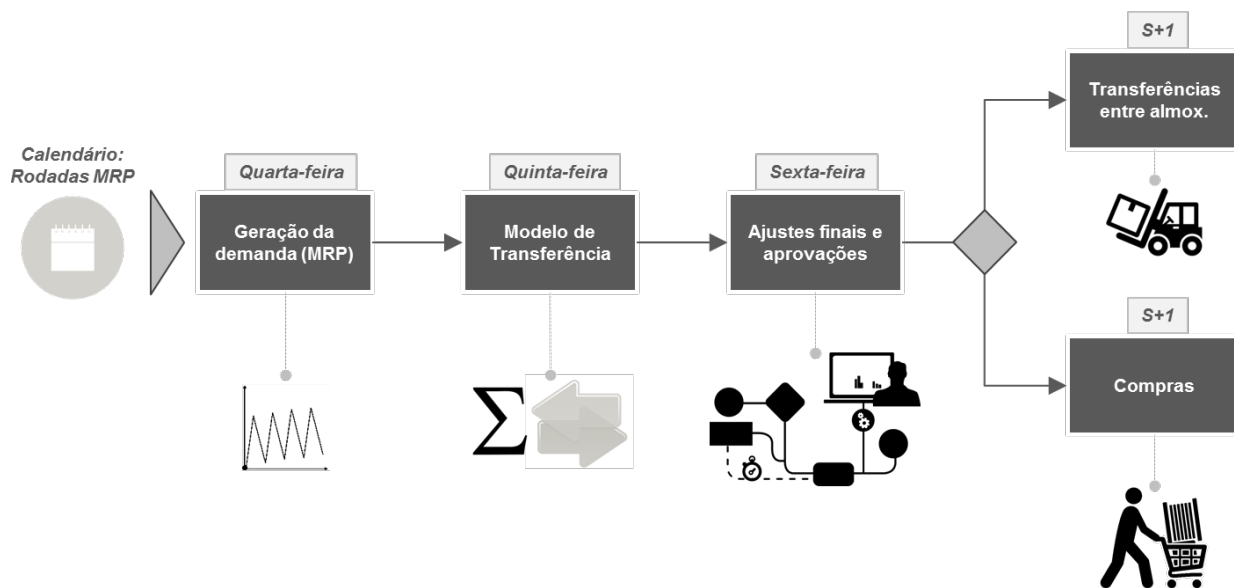 Calendário:
Rodadas MRP
Quarta-feira
Geração da
demanda (MRP)
Quinta-feira
Modelo de
Transferência
Sexta-feira
Ajustes finais e
aprovações
S+1
Transferências
entre almox.
S+1
Compras
Σ